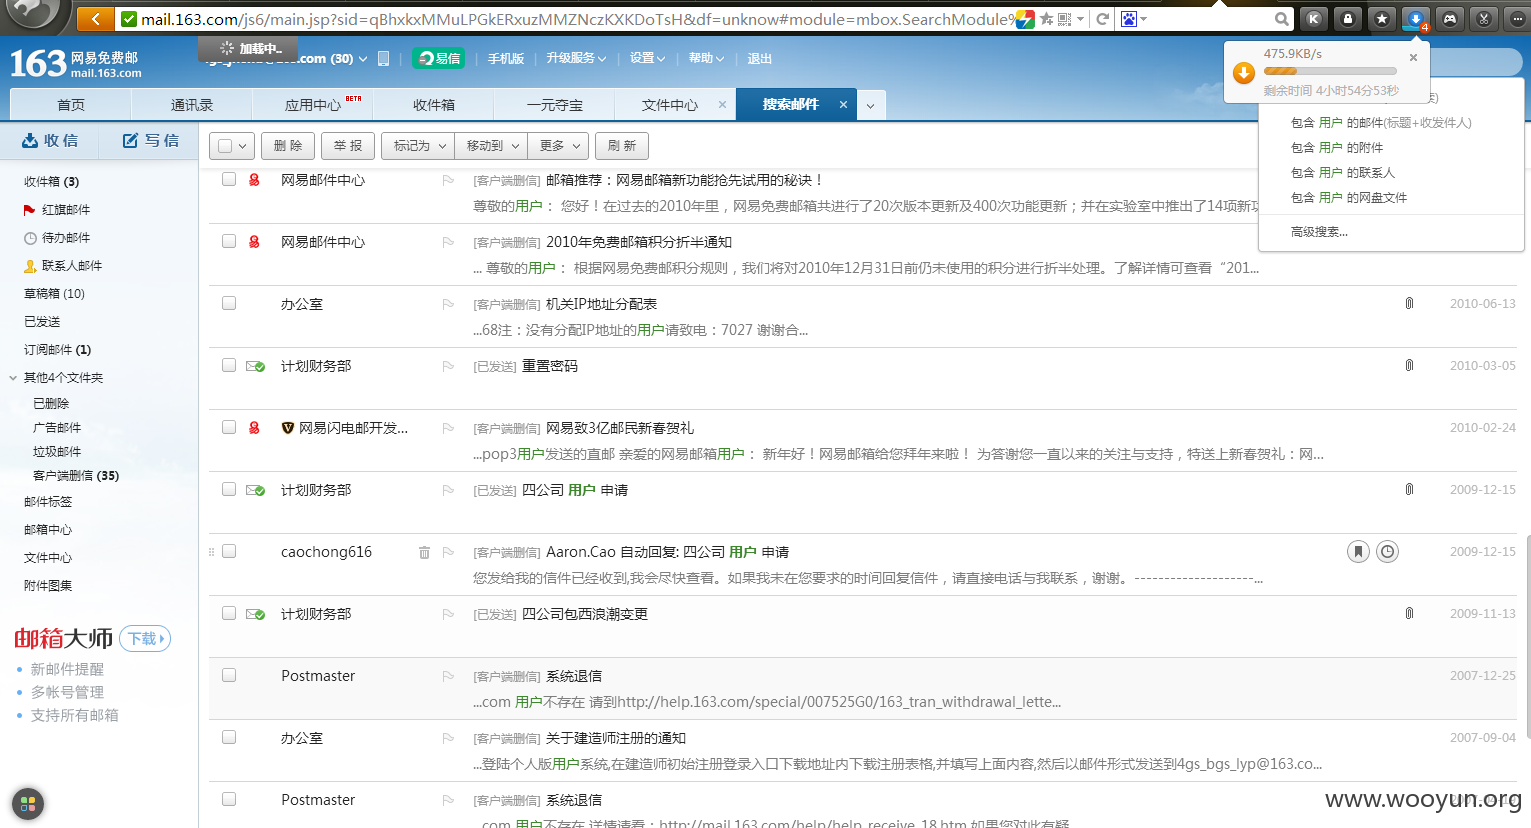 mail.163.com/js6/main.jsp?sid=qBhxkxMMuLPGkERxuzMMZNczKXKDoTsH&df=unknow#module=mbox.SearchModule%
K
4
163 网易免费邮
mail.163.com
加载中..
.com (30)
易信
手机版
升级服务
设置
帮助
退出
475.9KB/s
剩余时间 4小时54分53秒
首页
通讯录
应用中心 BETA
收件箱
一元夺宝
文件中心
搜索邮件
包含 用户 的邮件(标题+收发件人)
包含 用户 的附件
包含 用户 的联系人
包含 用户 的网盘文件
高级搜索...
收 信
写 信
删 除
举 报
标记为
移动到
更多
刷 新
收件箱 (3)
红旗邮件
待办邮件
联系人邮件
草稿箱 (10)
已发送
订阅邮件 (1)
其他4个文件夹
已删除
广告邮件
垃圾邮件
客户端删信 (35)
邮件标签
邮箱中心
文件中心
附件图集
邮箱大师
下载
新邮件提醒
多帐号管理
支持所有邮箱
网易邮件中心 [客户端删信] 邮箱推荐：网易邮箱新功能抢先试用的秘诀！
尊敬的用户： 您好！在过去的2010年里，网易免费邮箱共进行了20次版本更新及400次功能更新；并在实验室中推出了14项新功
网易邮件中心 [客户端删信] 2010年免费邮箱积分折半通知
... 尊敬的用户： 根据网易免费邮积分规则，我们将对2010年12月31日前仍未使用的积分进行折半处理。了解详情可查看“201...
办公室 [客户端删信] 机关IP地址分配表 2010-06-13
...68注：没有分配IP地址的用户请致电：7027 谢谢合...
计划财务部 [已发送] 重置密码 2010-03-05
网易闪电邮开发... [客户端删信] 网易致3亿邮民新春贺礼 2010-02-24
...pop3用户发送的直邮 亲爱的网易邮箱用户： 新年好！网易邮箱给您拜年来啦！ 为答谢您一直以来的关注与支持，特送上新春贺礼：网...
计划财务部 [已发送] 四公司 用户 申请 2009-12-15
caochong616 [客户端删信] Aaron.Cao 自动回复: 四公司 用户 申请 2009-12-15
您发给我的信件已经收到,我会尽快查看。如果我未在您要求的时间回复信件，请直接电话与我联系，谢谢。--------------------...
计划财务部 [已发送] 四公司包西浪潮变更 2009-11-13
Postmaster [客户端删信] 系统退信 2007-12-25
...com 用户不存在 请到http://help.163.com/special/007525G0/163_tran_withdrawal_lette...
办公室 [客户端删信] 关于建造师注册的通知 2007-09-04
...登陆个人版用户系统,在建造师初始注册登录入口下载地址内下载注册表格,并填写上面内容,然后以邮件形式发送到4gs_bgs_lyp@163.co...
Postmaster [客户端删信] 系统退信
...com 用户不存在 详情请看：http://mail.163.com/help/help_receive_18.htm 如果您对此有疑
www.wooyun.org